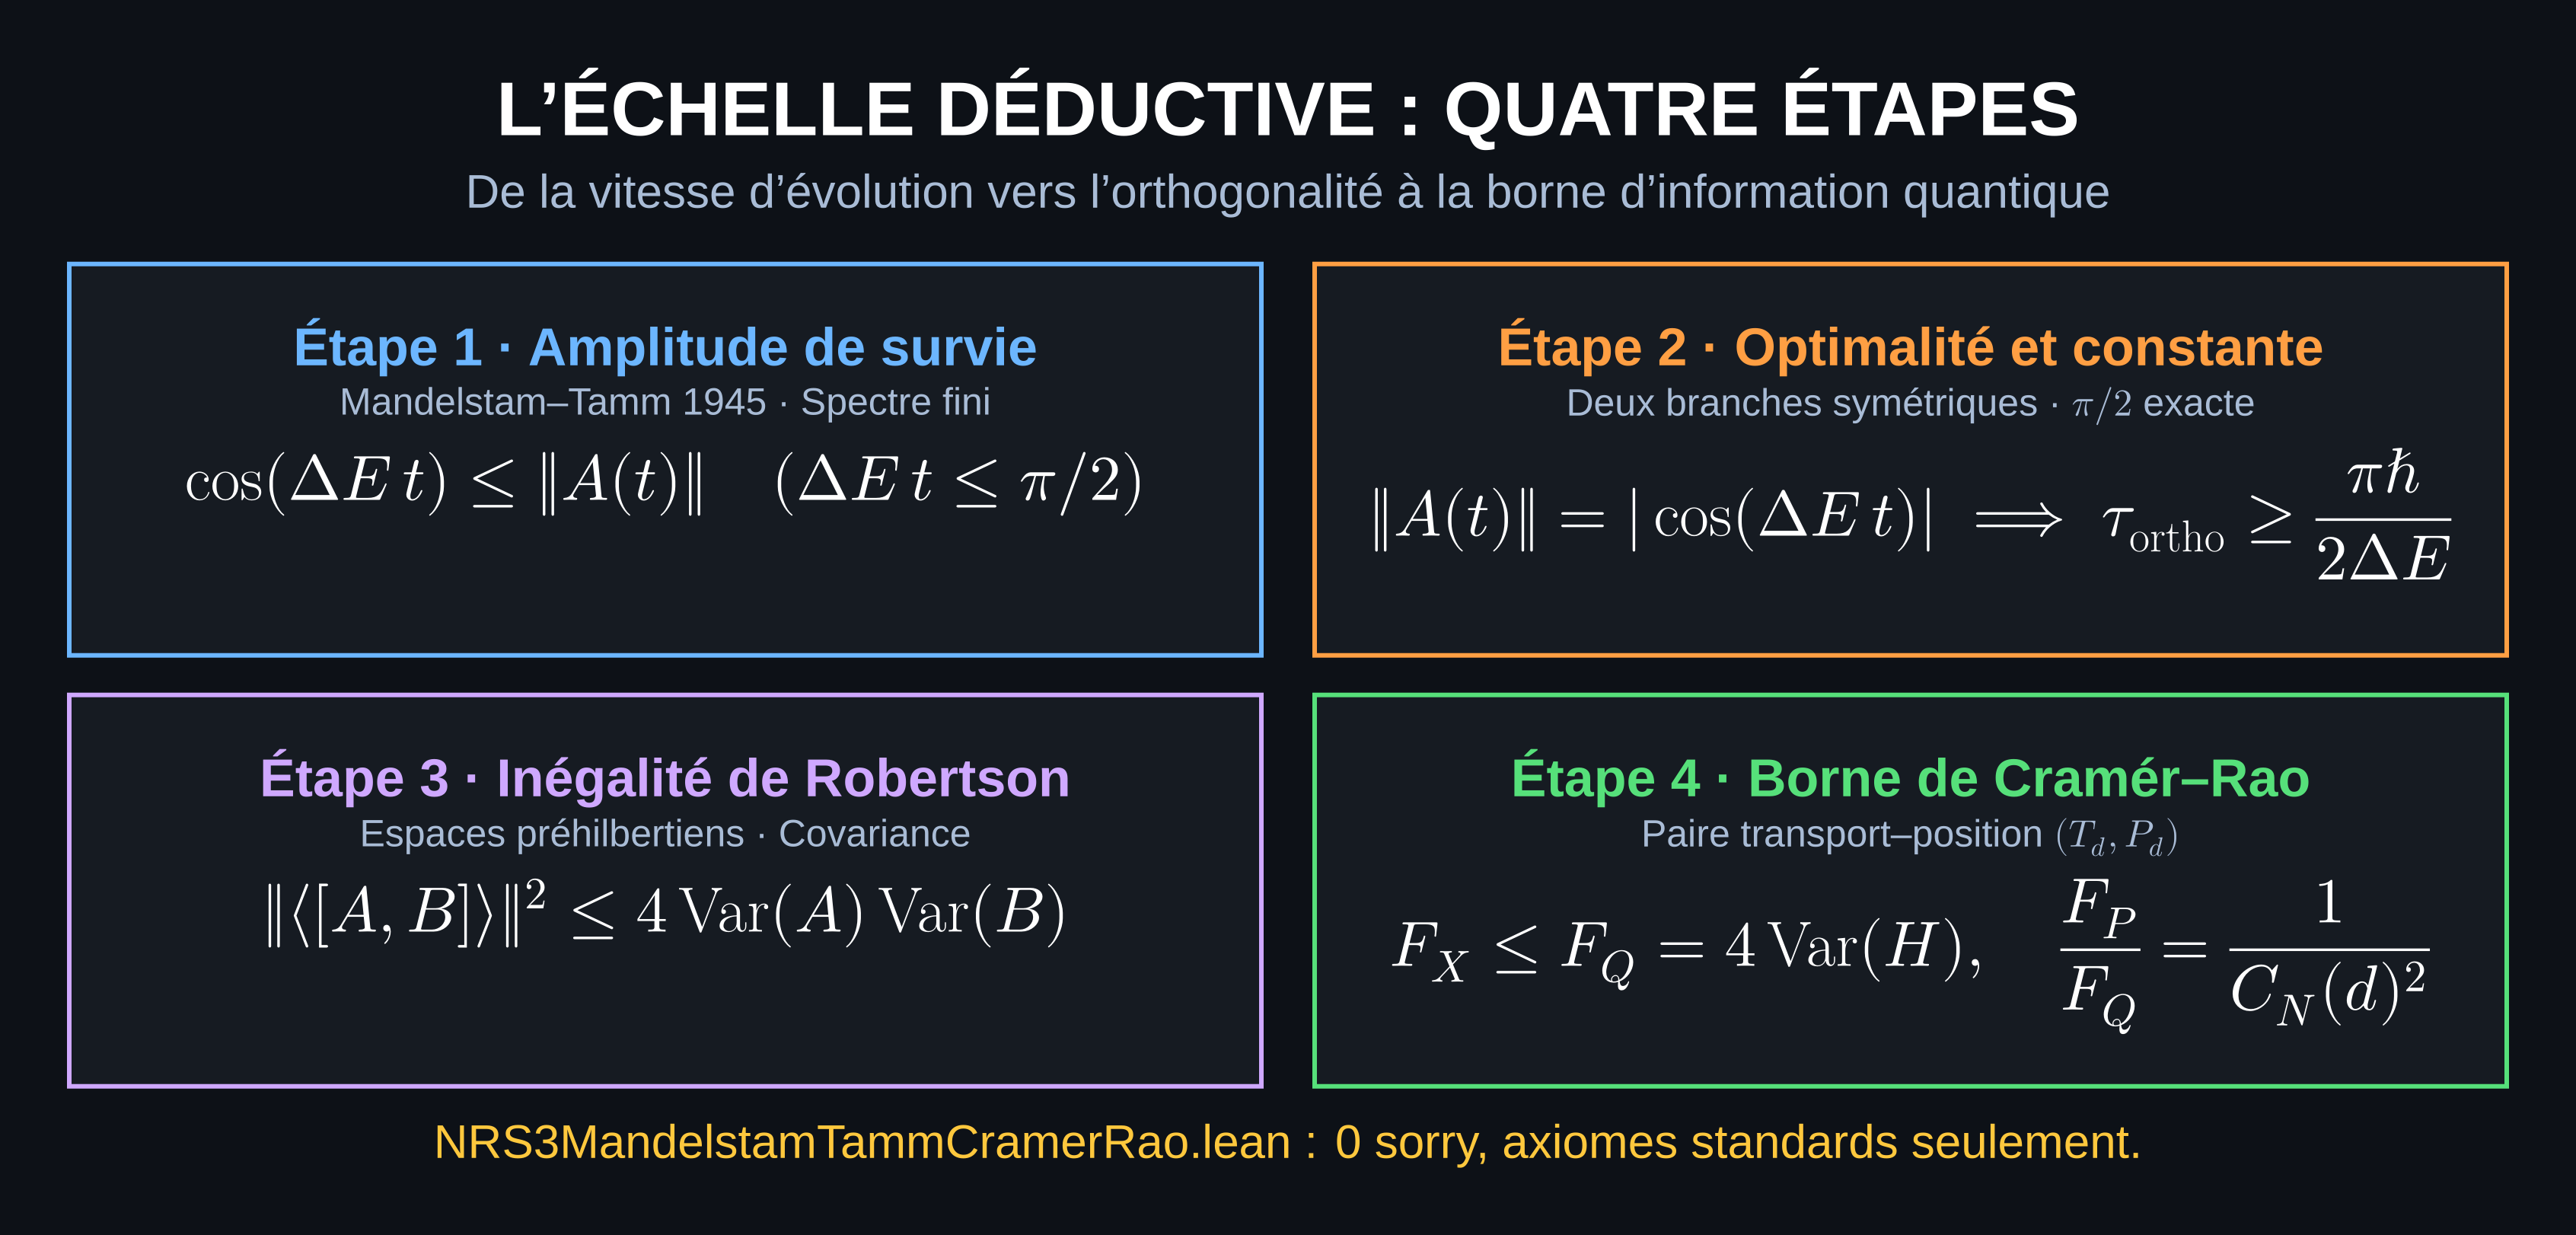 L’ÉCHELLE DÉDUCTIVE : QUATRE ÉTAPES
De la vitesse d’évolution vers l’orthogonalité à la borne d’information quantique
Étape 1 · Amplitude de survie
Mandelstam–Tamm 1945 · Spectre fini
cos(ΔE t) ≤ ‖A(t)‖ (ΔE t ≤ π/2)
Étape 2 · Optimalité et constante
Deux branches symétriques · π/2 exacte
‖A(t)‖ = |cos(ΔE t)| ⟹ τ_ortho ≥ πħ / 2ΔE
Étape 3 · Inégalité de Robertson
Espaces préhilbertiens · Covariance
‖⟨[A, B]⟩‖² ≤ 4 Var(A) Var(B)
Étape 4 · Borne de Cramér–Rao
Paire transport–position (T_d, P_d)
F_X ≤ F_Q = 4 Var(H), F_P / F_Q = 1 / C_N(d)²
NRS3MandelstamTammCramerRao.lean : 0 sorry, axiomes standards seulement.